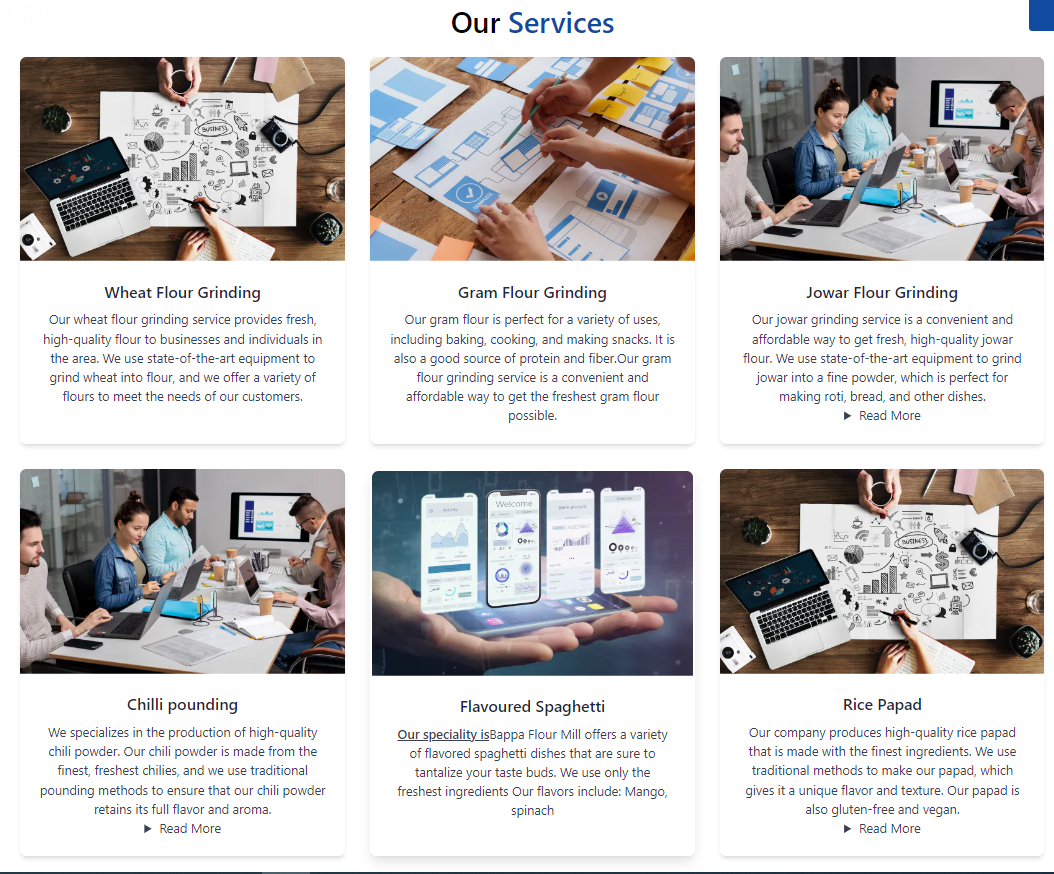 Our Services
BUSINESS
Wheat Flour Grinding
Our wheat flour grinding service provides fresh,
high-quality flour to businesses and individuals in
the area. We use state-of-the-art equipment to
grind wheat into flour, and we offer a variety of
flours to meet the needs of our customers.
Gram Flour Grinding
Our gram flour is perfect for a variety of uses,
including baking, cooking, and making snacks. It is
also a good source of protein and fiber.Our gram
flour grinding service is a convenient and
affordable way to get the freshest gram flour
possible.
Jowar Flour Grinding
Our jowar grinding service is a convenient and
affordable way to get fresh, high-quality jowar
flour. We use state-of-the-art equipment to grind
jowar into a fine powder, which is perfect for
making roti, bread, and other dishes.
▶ Read More
Chilli pounding
We specializes in the production of high-quality
chili powder. Our chili powder is made from the
finest, freshest chilies, and we use traditional
pounding methods to ensure that our chili powder
retains its full flavor and aroma.
▶ Read More
Welcome
Flavoured Spaghetti
Our speciality isBappa Flour Mill offers a variety
of flavored spaghetti dishes that are sure to
tantalize your taste buds. We use only the
freshest ingredients Our flavors include: Mango,
spinach
BUSINESS
Rice Papad
Our company produces high-quality rice papad
that is made with the finest ingredients. We use
traditional methods to make our papad, which
gives it a unique flavor and texture. Our papad is
also gluten-free and vegan.
▶ Read More